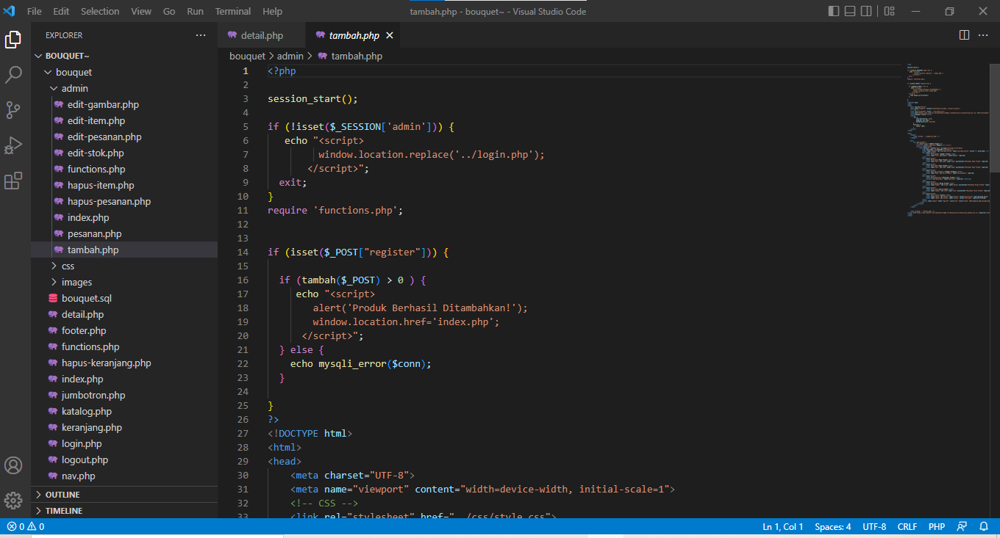 File Edit Selection View Go Run Terminal Help
tambah.php - bouquet~ - Visual Studio Code
EXPLORER
BOUQUET~
bouquet
admin
edit-gambar.php
edit-item.php
edit-pesanan.php
edit-stok.php
functions.php
hapus-item.php
hapus-pesanan.php
index.php
pesanan.php
tambah.php
css
images
bouquet.sql
detail.php
footer.php
functions.php
hapus-keranjang.php
index.php
jumbotron.php
katalog.php
keranjang.php
login.php
logout.php
nav.php
OUTLINE
TIMELINE
detail.php tambah.php
bouquet > admin > tambah.php
1 <?php
2
3 session_start();
4
5 if (!isset($_SESSION['admin'])) {
6 echo "<script>
7 window.location.replace('../login.php');
8 </script>";
9 exit;
10 }
11 require 'functions.php';
12
13
14 if (isset($_POST["register"])) {
15
16 if (tambah($_POST) > 0 ) {
17 echo "<script>
18 alert('Produk Berhasil Ditambahkan!');
19 window.location.href='index.php';
20 </script>";
21 } else {
22 echo mysqli_error($conn);
23 }
24
25 }
26 ?>
27 <!DOCTYPE html>
28 <html>
29 <head>
30 <meta charset="UTF-8">
31 <meta name="viewport" content="width=device-width, initial-scale=1">
32 <!-- CSS -->
33 <link rel="stylesheet" href="../css/style.css">
0 0
Ln 1, Col 1 Spaces: 4 UTF-8 CRLF PHP